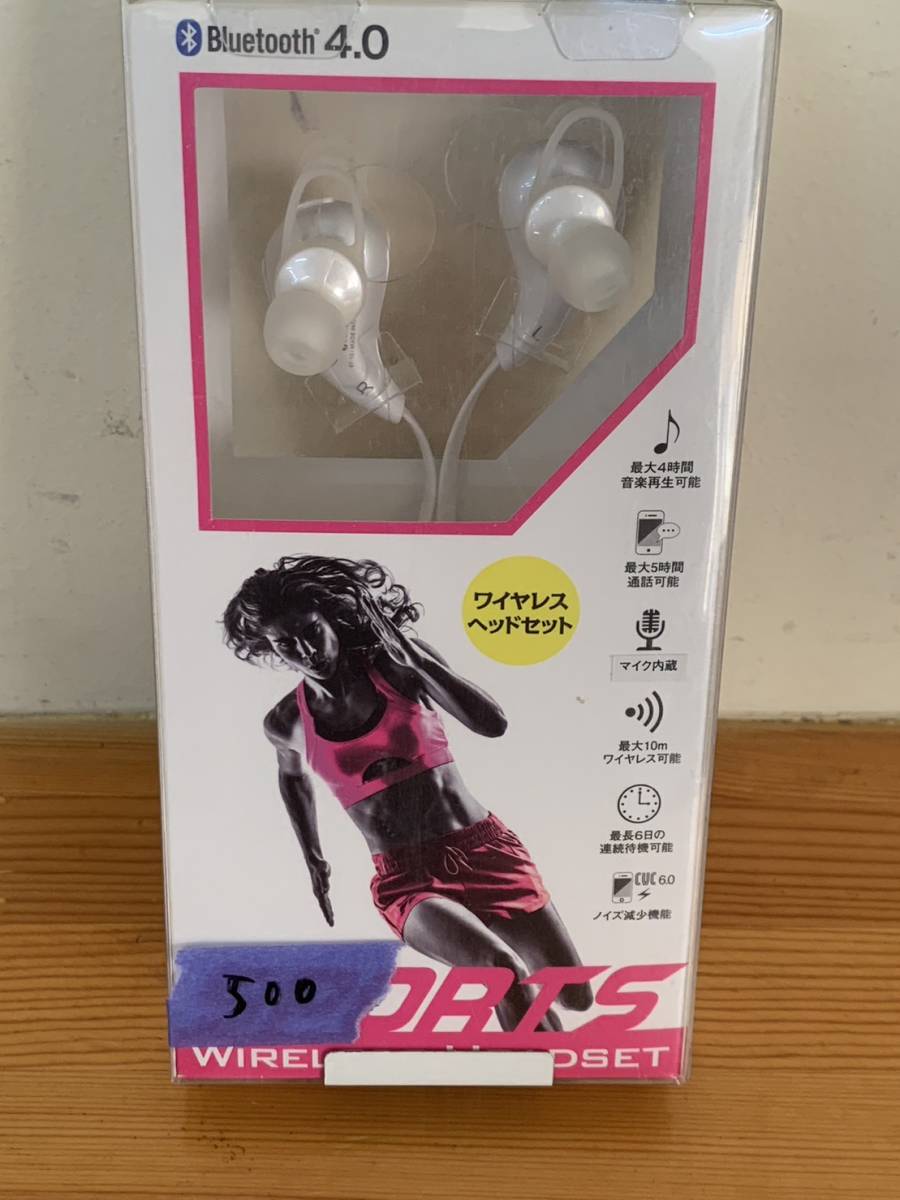 Bluetooth® 4.0
R
L
最大4時間
音楽再生可能
最大5時間
通話可能
ワイヤレス
ヘッドセット
マイク内蔵
最大10m
ワイヤレス可能
最長6日の
連続待機可能
CVC 6.0
ノイズ減少機能
500
ORTS
WIREL
DSET